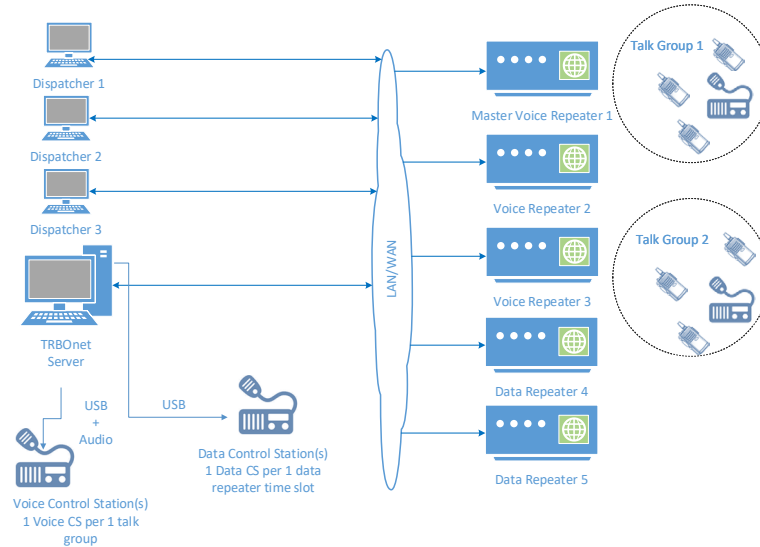 Dispatcher 1
Dispatcher 2
Dispatcher 3
TRBOnet
Server
USB
+
Audio
USB
Voice Control Station(s)
1 Voice CS per 1 talk
group
Data Control Station(s)
1 Data CS per 1 data
repeater time slot
LAN/WAN
Master Voice Repeater 1
Voice Repeater 2
Voice Repeater 3
Data Repeater 4
Data Repeater 5
Talk Group 1
Talk Group 2